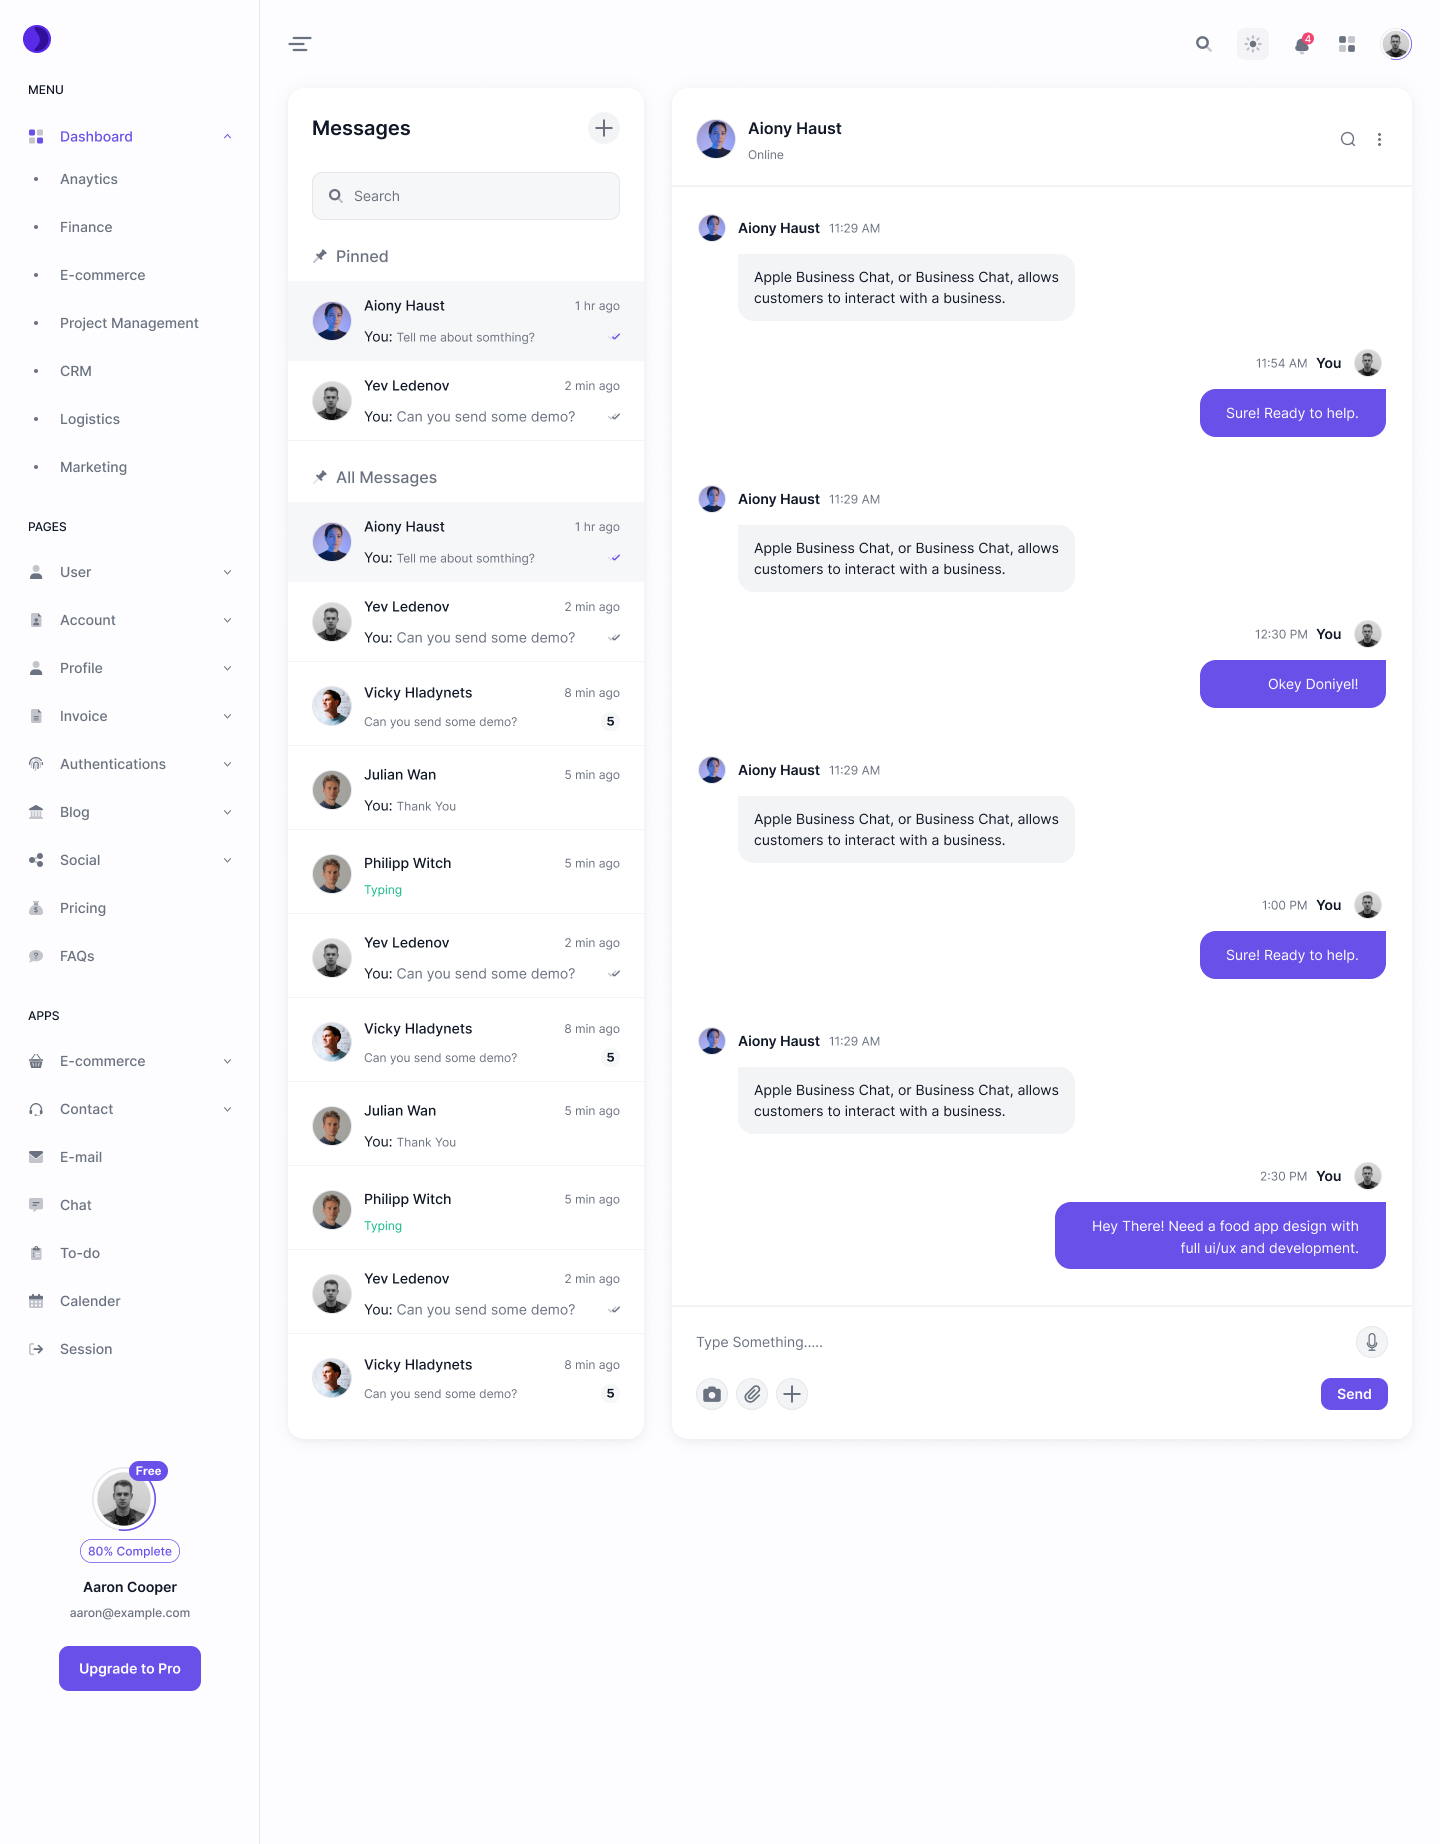 MENU
Dashboard
Anaytics
Finance
E-commerce
Project Management
CRM
Logistics
Marketing
PAGES
User
Account
Profile
Invoice
Authentications
Blog
Social
Pricing
FAQs
APPS
E-commerce
Contact
E-mail
Chat
To-do
Calender
Session
Free
80% Complete
Aaron Cooper
aaron@example.com
Upgrade to Pro
4
Messages
Search
Pinned
Aiony Haust 1 hr ago
You: Tell me about somthing?
Yev Ledenov 2 min ago
You: Can you send some demo?
All Messages
Aiony Haust 1 hr ago
You: Tell me about somthing?
Yev Ledenov 2 min ago
You: Can you send some demo?
Vicky Hladynets 8 min ago
Can you send some demo? 5
Julian Wan 5 min ago
You: Thank You
Philipp Witch 5 min ago
Typing
Yev Ledenov 2 min ago
You: Can you send some demo?
Vicky Hladynets 8 min ago
Can you send some demo? 5
Julian Wan 5 min ago
You: Thank You
Philipp Witch 5 min ago
Typing
Yev Ledenov 2 min ago
You: Can you send some demo?
Vicky Hladynets 8 min ago
Can you send some demo? 5
Aiony Haust
Online
Aiony Haust 11:29 AM
Apple Business Chat, or Business Chat, allows
customers to interact with a business.
11:54 AM You
Sure! Ready to help.
Aiony Haust 11:29 AM
Apple Business Chat, or Business Chat, allows
customers to interact with a business.
12:30 PM You
Okey Doniyel!
Aiony Haust 11:29 AM
Apple Business Chat, or Business Chat, allows
customers to interact with a business.
1:00 PM You
Sure! Ready to help.
Aiony Haust 11:29 AM
Apple Business Chat, or Business Chat, allows
customers to interact with a business.
2:30 PM You
Hey There! Need a food app design with
full ui/ux and development.
Type Something.....
Send